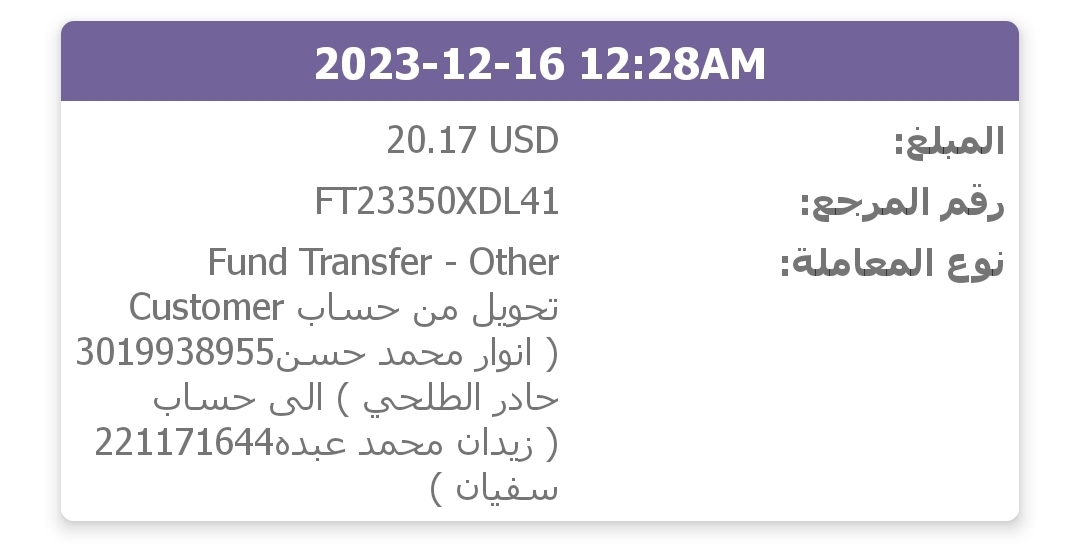 2023-12-16 12:28AM
المبلغ: 20.17 USD
رقم المرجع: FT23350XDL41
نوع المعاملة: Fund Transfer - Other
Customer تحويل من حساب
3019938955( انوار محمد حسن
حادر الطلحي ) الى حساب
221171644( زيدان محمد عبده
سفيان )